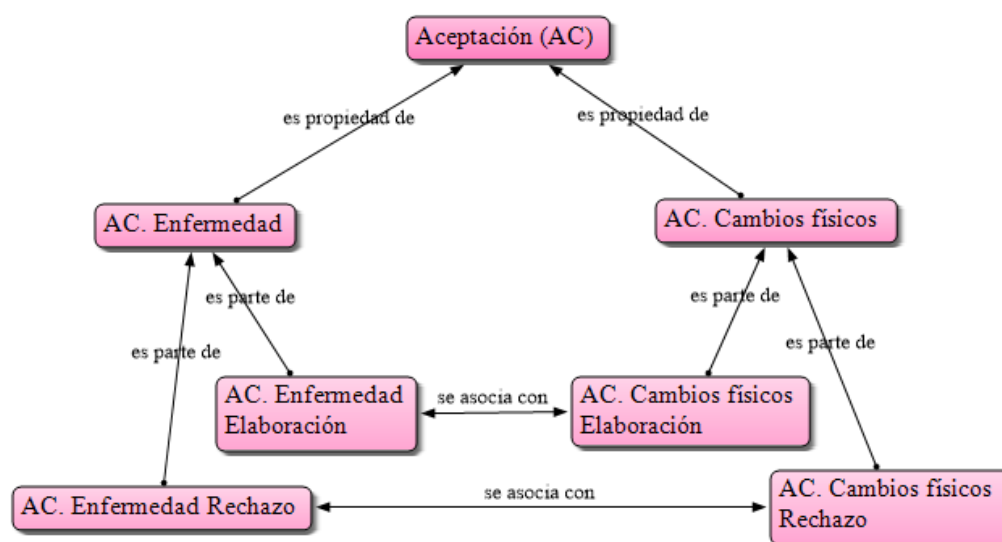 Aceptación (AC)
es propiedad de
es propiedad de
AC. Enfermedad
AC. Cambios físicos
es parte de
es parte de
es parte de
es parte de
AC. Enfermedad
Elaboración
se asocia con
AC. Cambios físicos
Elaboración
AC. Enfermedad Rechazo
se asocia con
AC. Cambios físicos
Rechazo